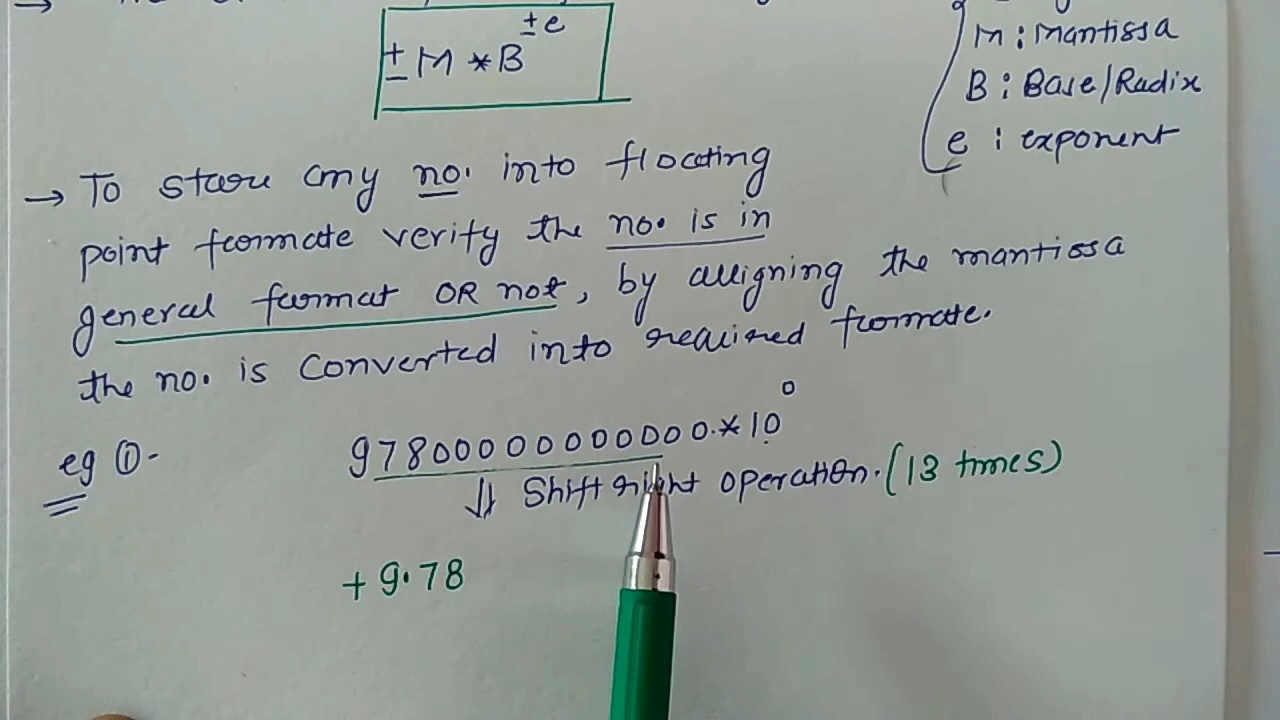 ± M * B ± e
M : Mantissa
B : Base/Radix
e : exponent
→ To store any no. into floating
point formate verify the no. is in
general format OR not, by alligning the mantissa
the no. is converted into required formate.
eg ①- 97800000000000.*10 0
⇓ Shift right operation. (13 times)
+ 9.78